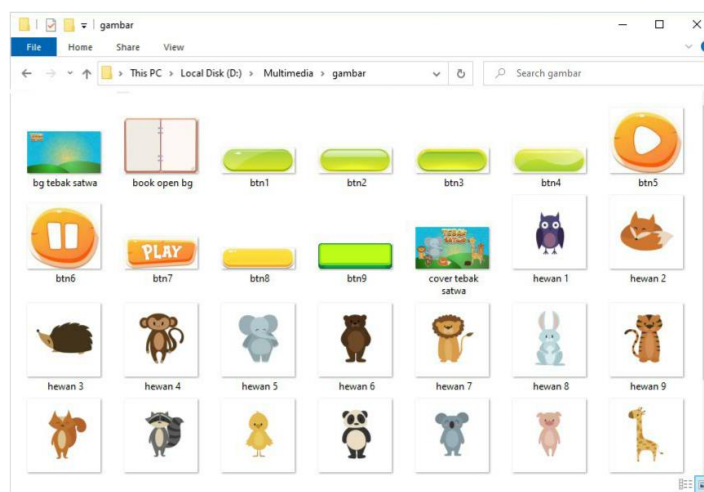 gambar
File Home Share View
This PC > Local Disk (D:) > Multimedia > gambar
Search gambar
bg tebak satwa
book open bg
btn1
btn2
btn3
btn4
btn5
btn6
PLAY
btn7
btn8
btn9
TEBAK
SATWA
cover tebak
satwa
hewan 1
hewan 2
hewan 3
hewan 4
hewan 5
hewan 6
hewan 7
hewan 8
hewan 9